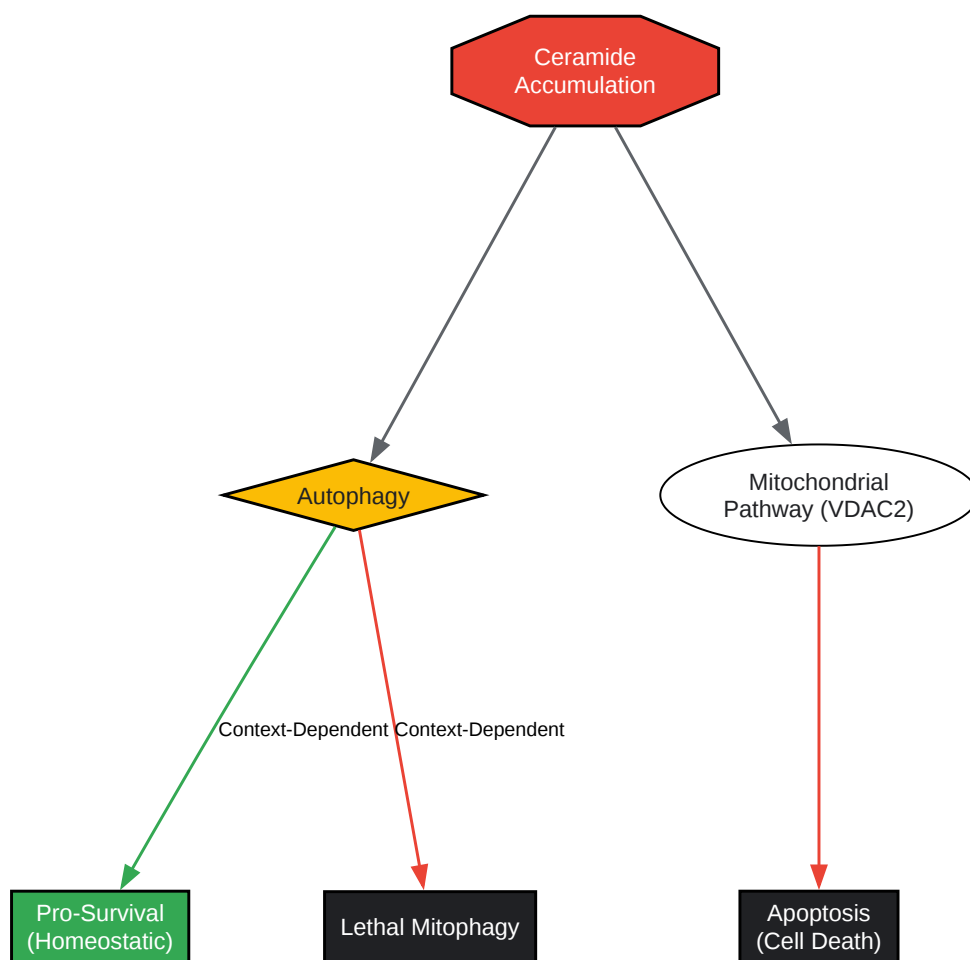 Ceramide
Accumulation
Autophagy
Mitochondrial
Pathway (VDAC2)
Context-Dependent
Context-Dependent
Pro-Survival
(Homeostatic)
Lethal Mitophagy
Apoptosis
(Cell Death)